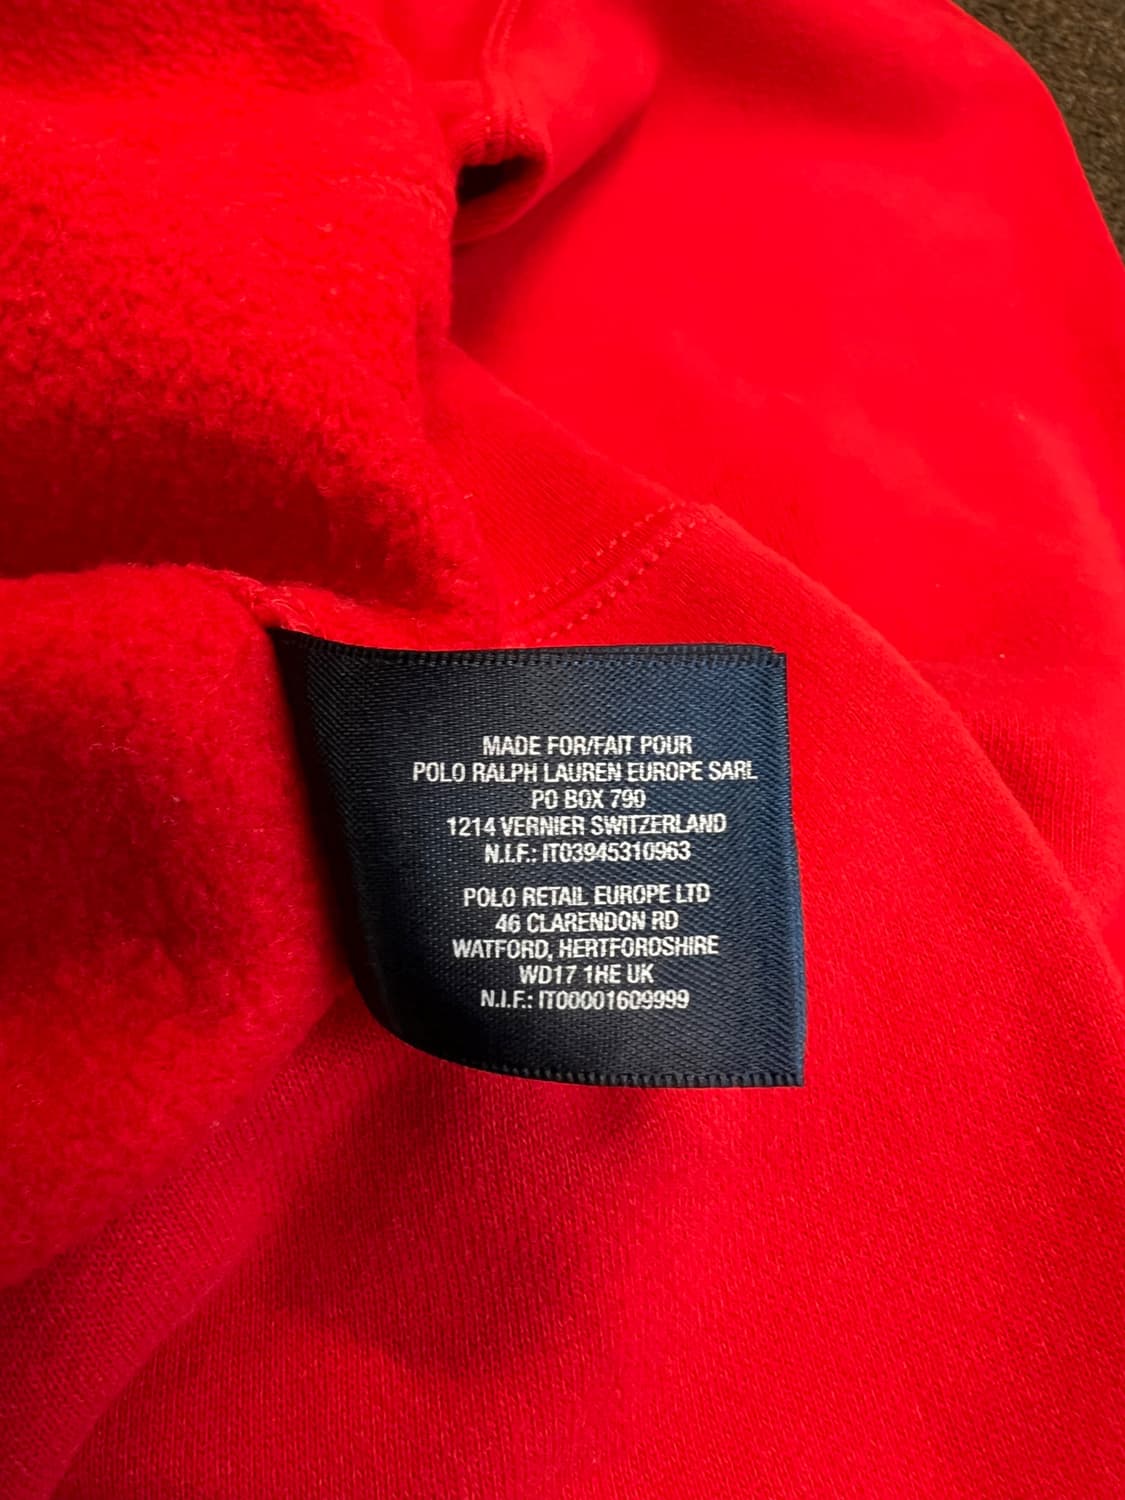 MADE FOR/FAIT POUR
POLO RALPH LAUREN EUROPE SARL
PO BOX 790
1214 VERNIER SWITZERLAND
N.I.F.: IT03945310963
POLO RETAIL EUROPE LTD
46 CLARENDON RD
WATFORD, HERTFORDSHIRE
WD17 1HE UK
N.I.F.: IT00001609999